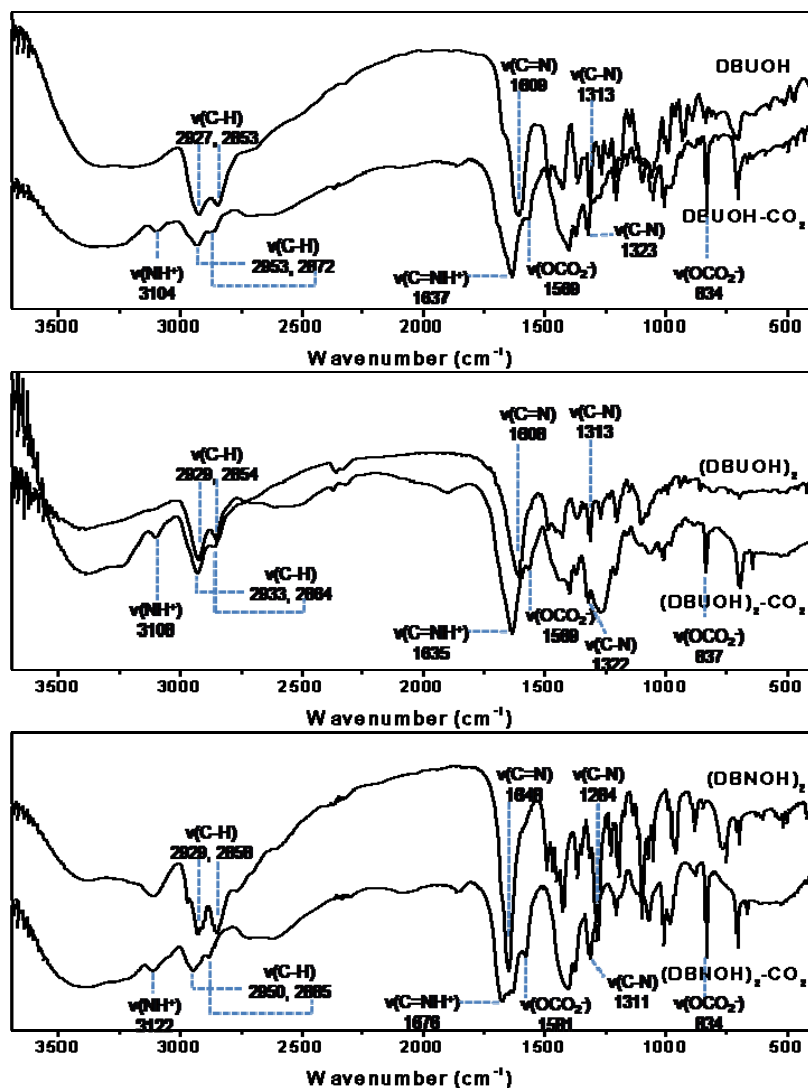 ν(C=N)
1609
ν(C-N)
1313
DBUOH
ν(C-H)
2927, 2853
DBUOH-CO₂
ν(C-H)
2953, 2872
ν(NH⁺)
3104
ν(C=NH⁺)
1637
ν(OCO₂⁻)
1569
ν(C-N)
1323
ν(OCO₂⁻)
834
3500 3000 2500 2000 1500 1000 500
Wavenumber (cm⁻¹)
ν(C=N)
1608
ν(C-N)
1313
(DBUOH)₂
ν(C-H)
2929, 2854
ν(C-H)
2933, 2864
(DBUOH)₂-CO₂
ν(NH⁺)
3108
ν(C=NH⁺)
1635
ν(OCO₂⁻)
1569
ν(C-N)
1322
ν(OCO₂⁻)
837
3500 3000 2500 2000 1500 1000 500
Wavenumber (cm⁻¹)
ν(C=N)
1648
ν(C-N)
1284
(DBNOH)₂
ν(C-H)
2929, 2858
ν(C-H)
2950, 2885
(DBNOH)₂-CO₂
ν(NH⁺)
3122
ν(C=NH⁺)
1676
ν(OCO₂⁻)
1581
ν(C-N)
1311
ν(OCO₂⁻)
834
3500 3000 2500 2000 1500 1000 500
Wavenumber (cm⁻¹)